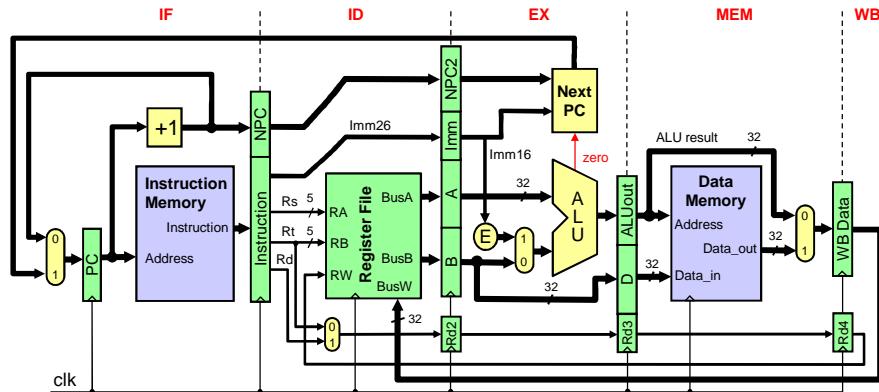 IF
ID
EX
MEM
WB
+1
NPC
NPC2
Next
PC
Imm26
Imm
Imm16
zero
ALU result
32
0
1
PC
Instruction
Memory
Instruction
Address
Instruction
Rs
5
Rt
5
Rd
RA
RB
RW
Register File
BusA
BusB
BusW
A
B
32
E
1
0
A
L
U
32
ALUout
D
32
Data
Memory
Address
Data_out
Data_in
32
0
1
WB Data
32
0
1
Rd2
Rd3
Rd4
clk